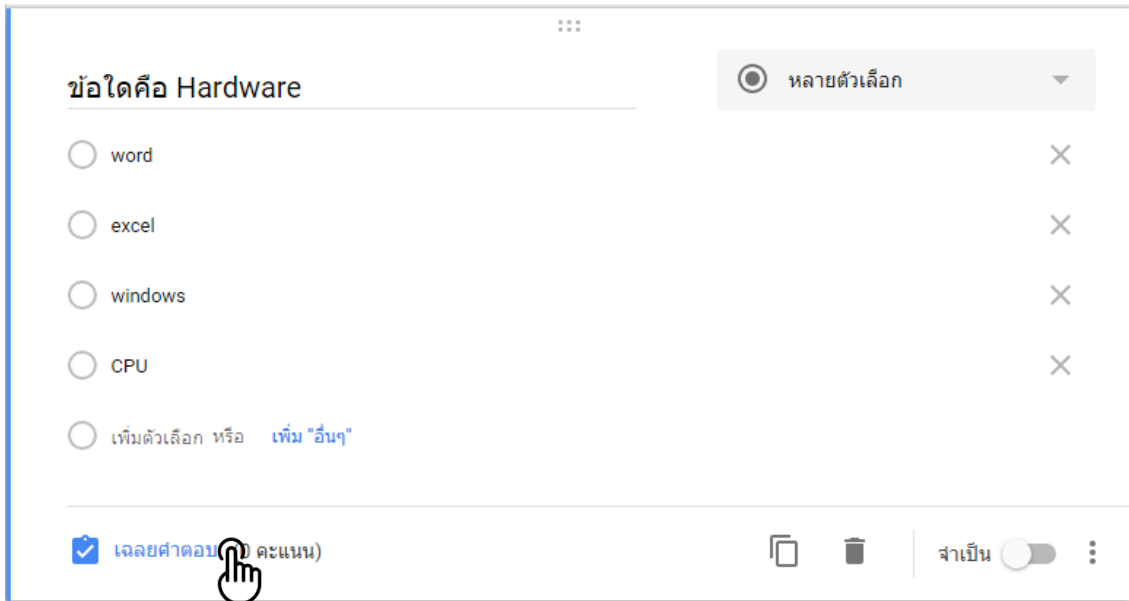 ข้อใดคือ Hardware
หลายตัวเลือก
word
excel
windows
CPU
เพิ่มตัวเลือก หรือ เพิ่ม "อื่นๆ"
เฉลยคำตอบ 0 คะแนน)
จำเป็น